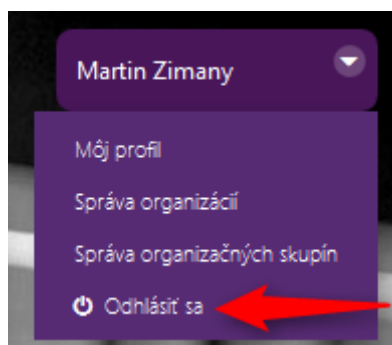 Martin Zimany
Môj profil
Správa organizácií
Správa organizačných skupín
Odhlásiť sa